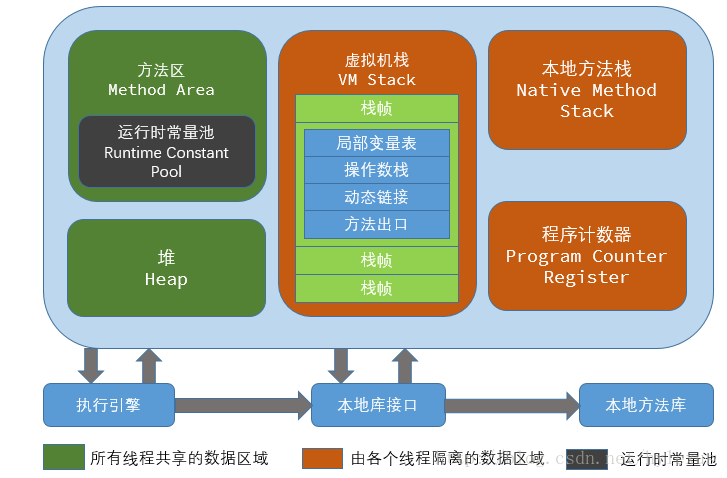 方法区
Method Area
运行时常量池
Runtime Constant
Pool
堆
Heap
虚拟机栈
VM Stack
栈帧
局部变量表
操作数栈
动态链接
方法出口
栈帧
栈帧
本地方法栈
Native Method
Stack
程序计数器
Program Counter
Register
执行引擎
本地库接口
本地方法库
所有线程共享的数据区域
由各个线程隔离的数据区域
运行时常量池